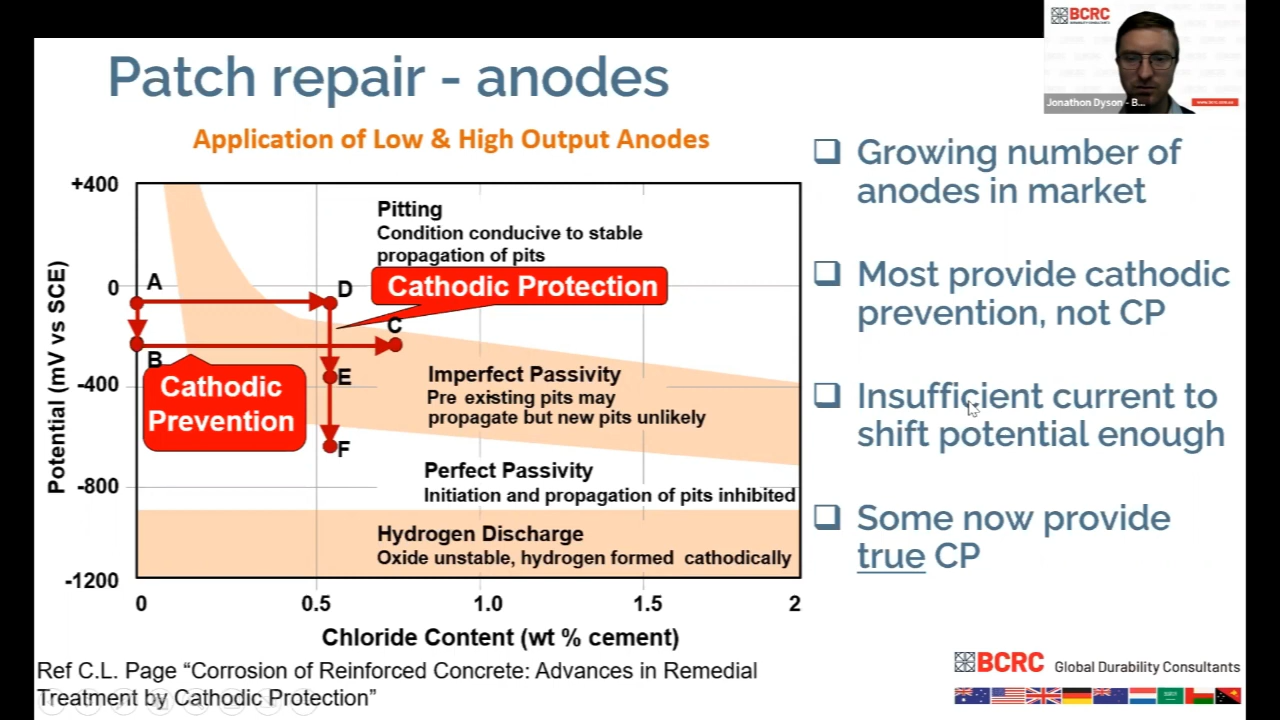 BCRC
Jonathon Dyson - B...
Patch repair - anodes
Application of Low & High Output Anodes
+400
0
-400
-800
-1200
Potential (mV vs SCE)
Pitting
Condition conducive to stable
propagation of pits
Cathodic Protection
A
D
C
B
E
F
Cathodic
Prevention
Imperfect Passivity
Pre existing pits may
propagate but new pits unlikely
Perfect Passivity
Initiation and propagation of pits inhibited
Hydrogen Discharge
Oxide unstable, hydrogen formed cathodically
0 0.5 1.0 1.5 2
Chloride Content (wt % cement)
Ref C.L. Page “Corrosion of Reinforced Concrete: Advances in Remedial
Treatment by Cathodic Protection”
Growing number of
anodes in market
Most provide cathodic
prevention, not CP
Insufficient current to
shift potential enough
Some now provide
true CP
BCRC Global Durability Consultants